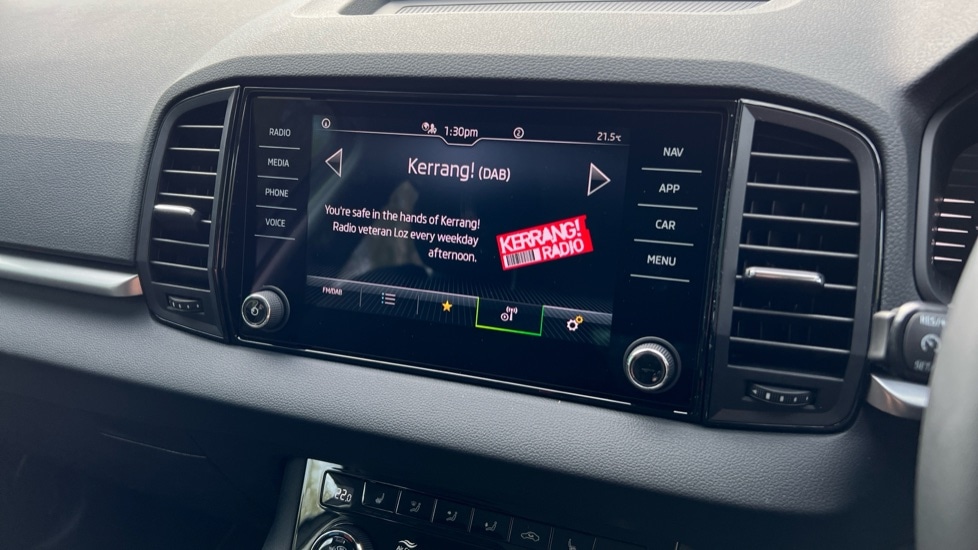 RADIO
MEDIA
PHONE
VOICE
1:30pm
2
21.5°C
Kerrang! (DAB)
You're safe in the hands of Kerrang!
Radio veteran Loz every weekday
afternoon.
KERRANG!
RADIO
FM/DAB
NAV
APP
CAR
MENU
22.0